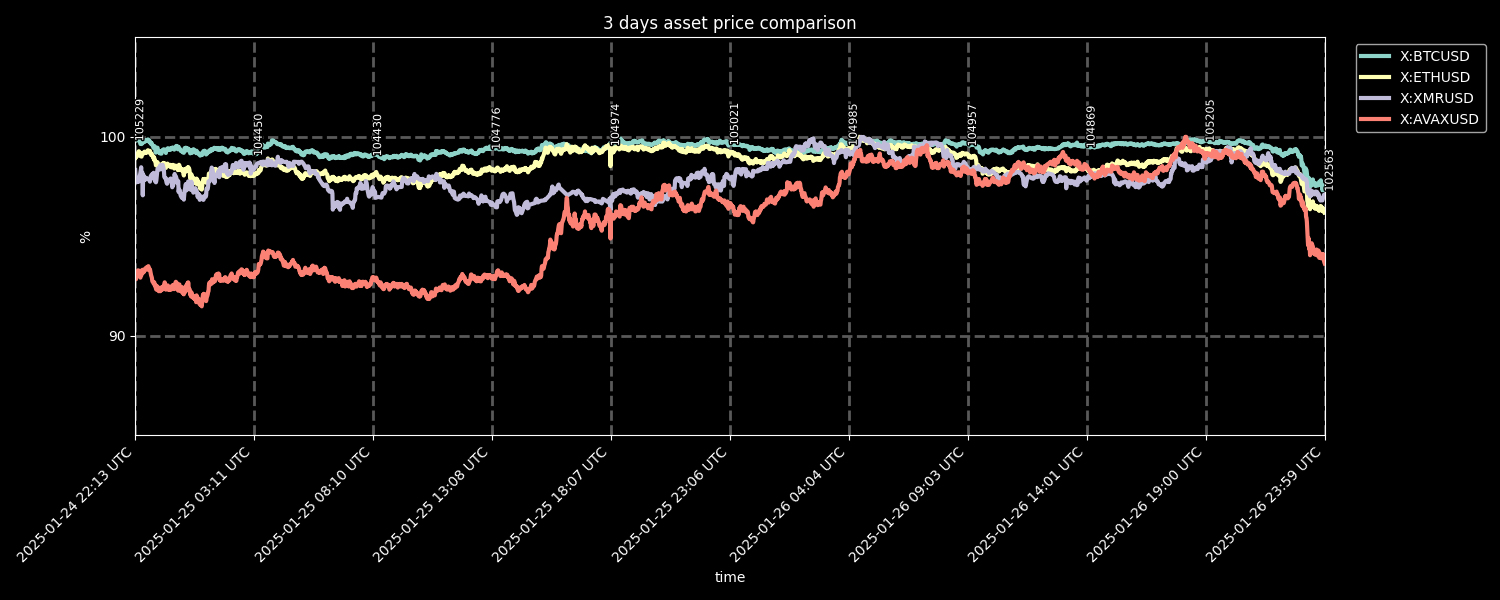 3 days asset price comparison
X:BTCUSD
X:ETHUSD
X:XMRUSD
X:AVAXUSD
105229
104450
104430
104776
104974
105021
104985
104957
104869
105205
102563
100
90
%
2025-01-24 22:13 UTC
2025-01-25 03:11 UTC
2025-01-25 08:10 UTC
2025-01-25 13:08 UTC
2025-01-25 18:07 UTC
2025-01-25 23:06 UTC
2025-01-26 04:04 UTC
2025-01-26 09:03 UTC
2025-01-26 14:01 UTC
2025-01-26 19:00 UTC
2025-01-26 23:59 UTC
time